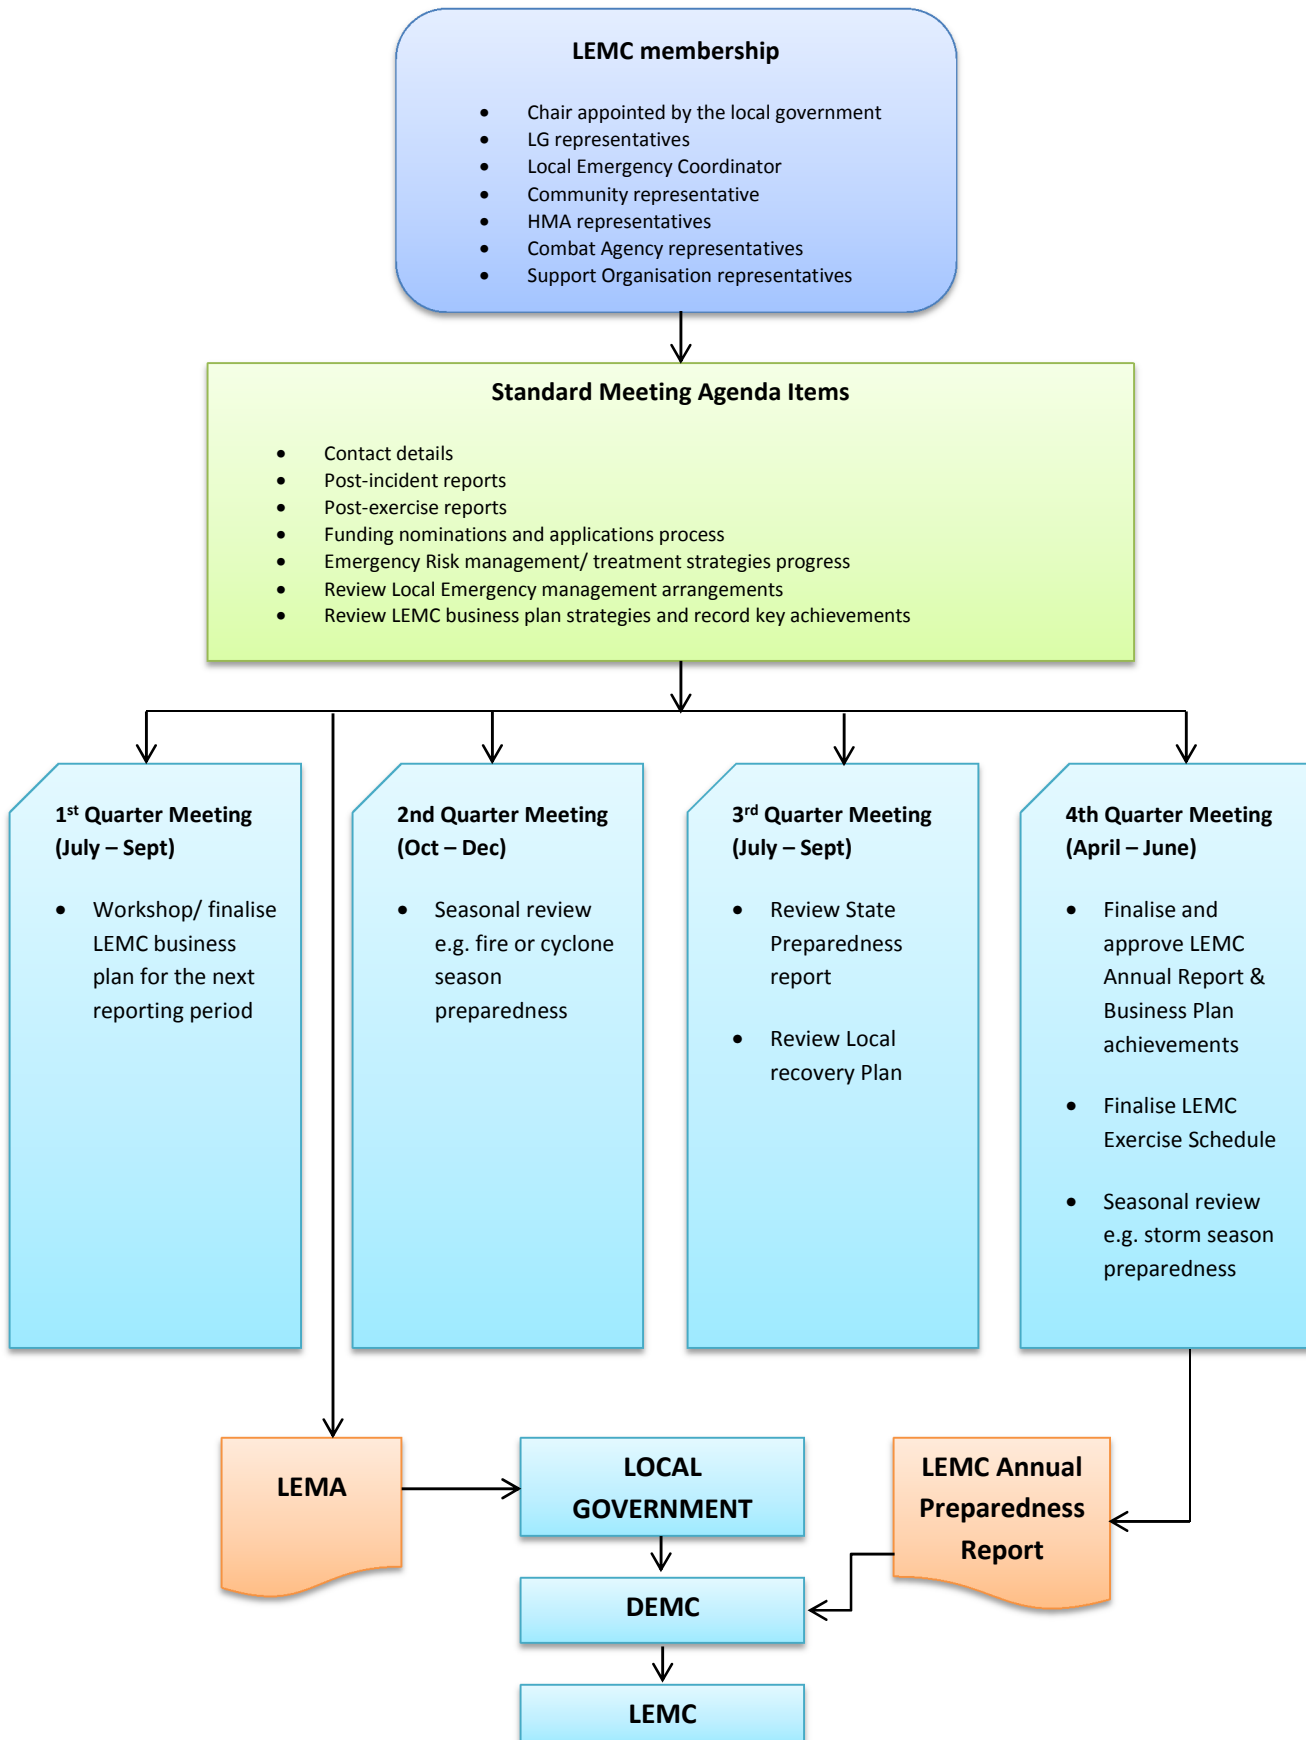 LEMC membership
• Chair appointed by the local government
• LG representatives
• Local Emergency Coordinator
• Community representative
• HMA representatives
• Combat Agency representatives
• Support Organisation representatives
Standard Meeting Agenda Items
• Contact details
• Post-incident reports
• Post-exercise reports
• Funding nominations and applications process
• Emergency Risk management/ treatment strategies progress
• Review Local Emergency management arrangements
• Review LEMC business plan strategies and record key achievements
1st Quarter Meeting
(July – Sept)
• Workshop/ finalise
LEMC business
plan for the next
reporting period
2nd Quarter Meeting
(Oct – Dec)
• Seasonal review
e.g. fire or cyclone
season
preparedness
3rd Quarter Meeting
(July – Sept)
• Review State
Preparedness
report
• Review Local
recovery Plan
4th Quarter Meeting
(April – June)
• Finalise and
approve LEMC
Annual Report &
Business Plan
achievements
• Finalise LEMC
Exercise Schedule
• Seasonal review
e.g. storm season
preparedness
LEMA
LOCAL
GOVERNMENT
LEMC Annual
Preparedness
Report
DEMC
LEMC